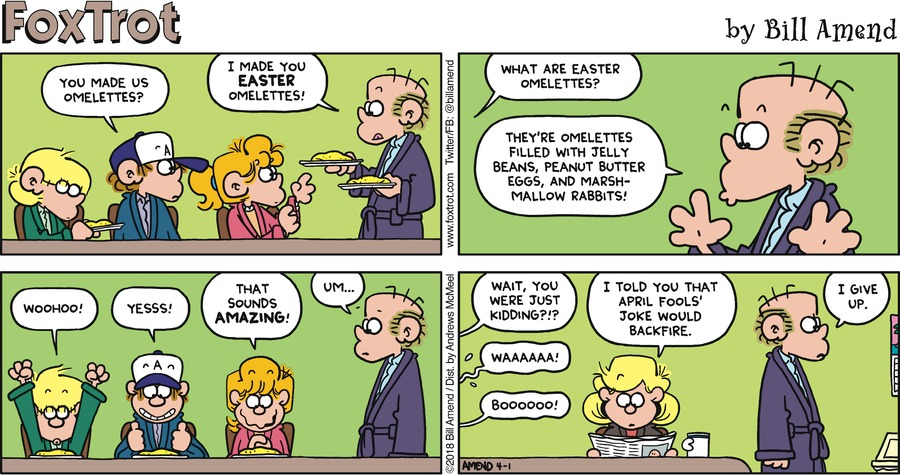 FoxTrot
by Bill Amend
YOU MADE US
OMELETTES?
I MADE YOU
EASTER
OMELETTES!
A
www.foxtrot.com Twitter/FB: @billamend
WHAT ARE EASTER
OMELETTES?
THEY'RE OMELETTES
FILLED WITH JELLY
BEANS, PEANUT BUTTER
EGGS, AND MARSH-
MALLOW RABBITS!
WOOHOO!
YESSS!
A
THAT
SOUNDS
AMAZING!
UM...
©2018 Bill Amend / Dist. by Andrews McMeel
WAIT, YOU
WERE JUST
KIDDING?!?
WAAAAAA!
BOOOOOO!
I TOLD YOU THAT
APRIL FOOLS'
JOKE WOULD
BACKFIRE.
I GIVE
UP.
AMEND 4-1